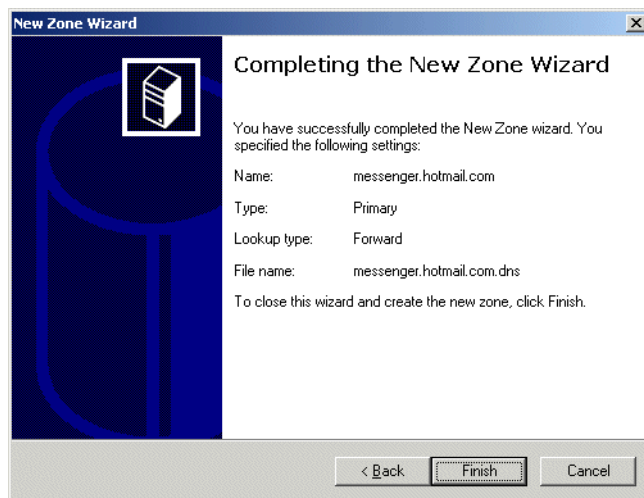 New Zone Wizard
Completing the New Zone Wizard
You have successfully completed the New Zone wizard. You
specified the following settings:
Name: messenger.hotmail.com
Type: Primary
Lookup type: Forward
File name: messenger.hotmail.com.dns
To close this wizard and create the new zone, click Finish.
< Back Finish Cancel